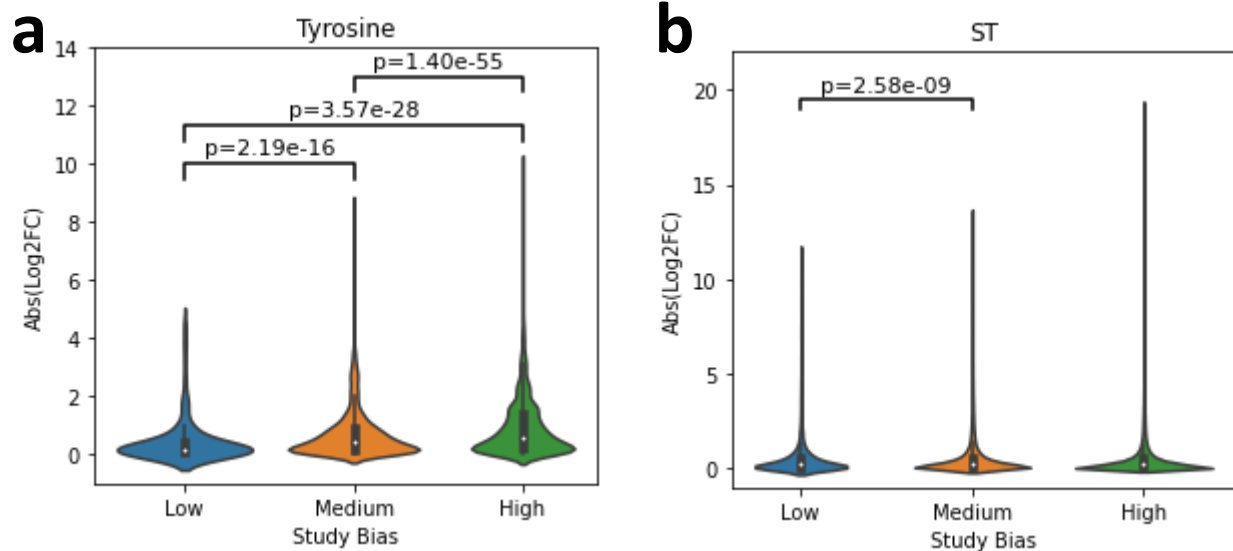 a
Tyrosine
14
12
10
8
6
4
2
0
Abs(Log2FC)
p=1.40e-55
p=3.57e-28
p=2.19e-16
Low Medium High
Study Bias
b
ST
20
15
10
5
0
Abs(Log2FC)
p=2.58e-09
Low Medium High
Study Bias